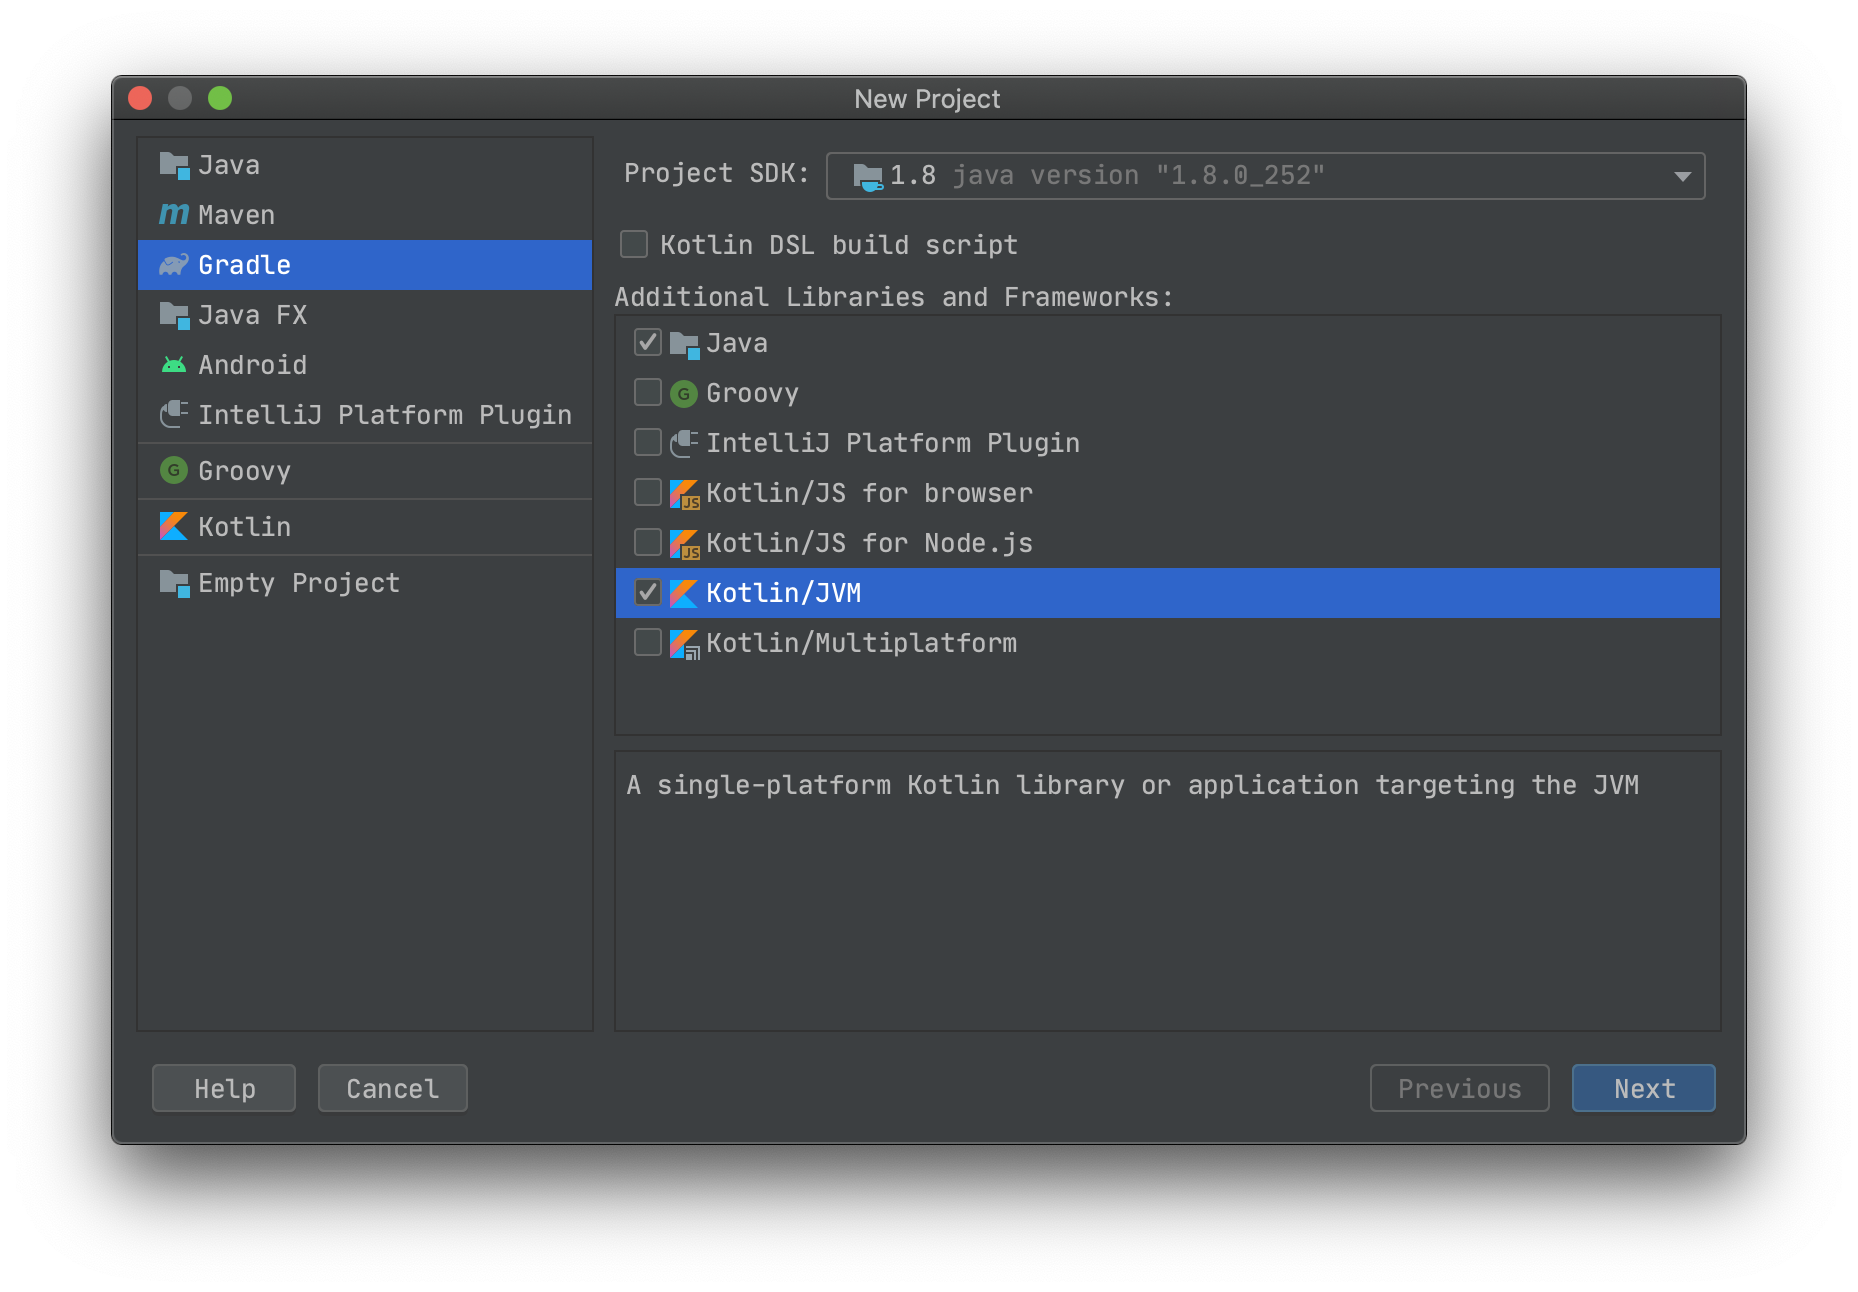 New Project
Java
Maven
Gradle
Java FX
Android
IntelliJ Platform Plugin
Groovy
Kotlin
Empty Project
Project SDK: 1.8 java version "1.8.0_252"
Kotlin DSL build script
Additional Libraries and Frameworks:
Java
Groovy
IntelliJ Platform Plugin
Kotlin/JS for browser
Kotlin/JS for Node.js
Kotlin/JVM
Kotlin/Multiplatform
A single-platform Kotlin library or application targeting the JVM
Help Cancel Previous Next